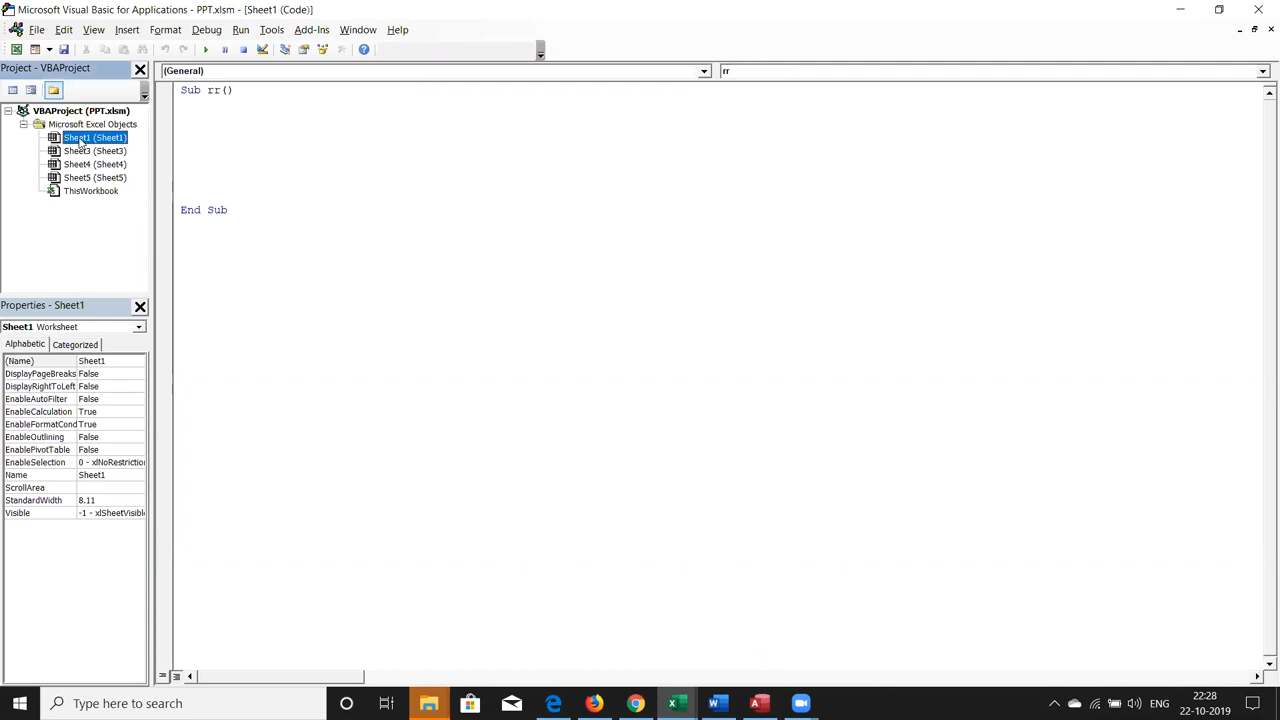 Microsoft Visual Basic for Applications - PPT.xlsm - [Sheet1 (Code)]
File Edit View Insert Format Debug Run Tools Add-Ins Window Help
Project - VBAProject
(General)
rr
VBAProject (PPT.xlsm)
Microsoft Excel Objects
Sheet1 (Sheet1)
Sheet3 (Sheet3)
Sheet4 (Sheet4)
Sheet5 (Sheet5)
ThisWorkbook
Sub rr()
End Sub
Properties - Sheet1
Sheet1 Worksheet
Alphabetic Categorized
(Name) Sheet1
DisplayPageBreaks False
DisplayRightToLeft False
EnableAutoFilter False
EnableCalculation True
EnableFormatCond True
EnableOutlining False
EnablePivotTable False
EnableSelection 0 - xlNoRestriction
Name Sheet1
ScrollArea
StandardWidth 8.11
Visible -1 - xlSheetVisible
Type here to search
ENG
22:28
22-10-2019